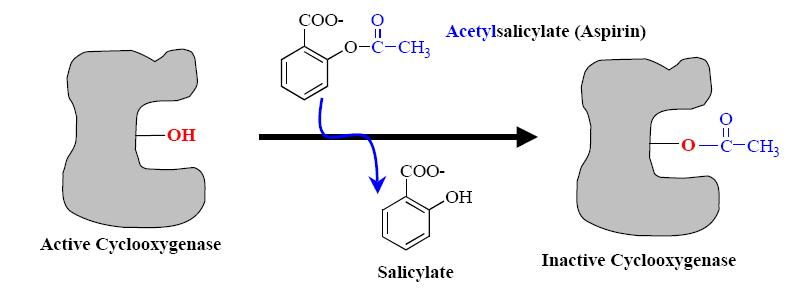 COO-
O
O
C
CH3
Acetylsalicylate (Aspirin)
OH
O
O
C
CH3
COO-
OH
Active Cyclooxygenase
Salicylate
Inactive Cyclooxygenase